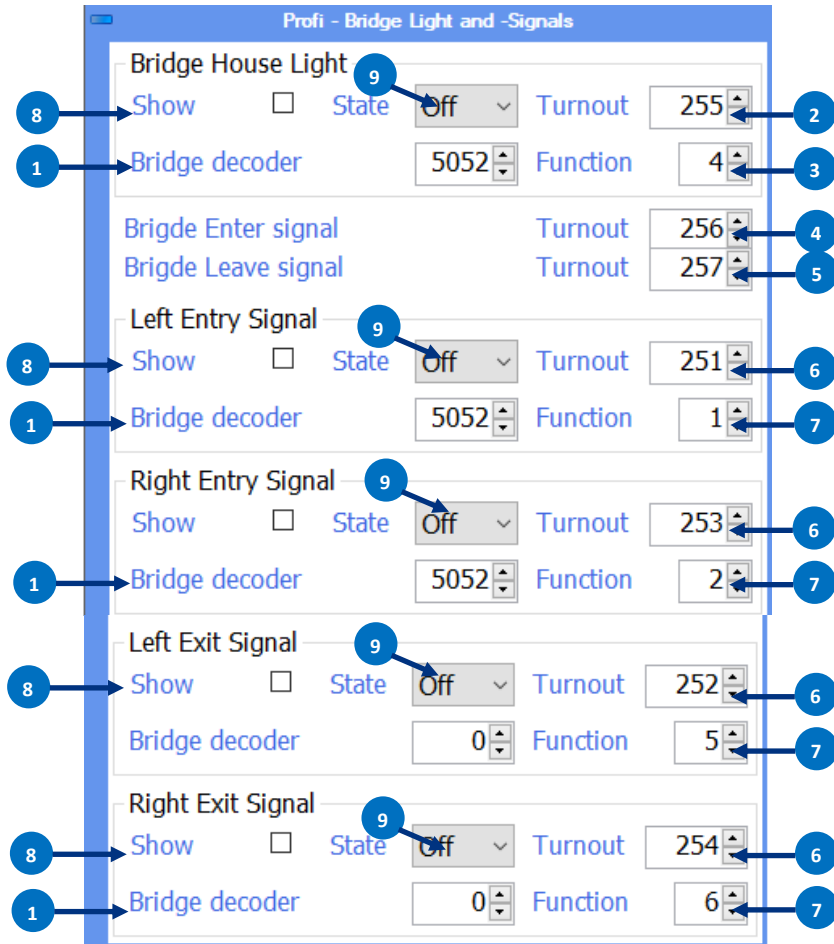 Profi - Bridge Light and -Signals
Bridge House Light
9
8 Show State Off Turnout 255 2
1 Bridge decoder 5052 Function 4 3
Brigde Enter signal Turnout 256 4
Brigde Leave signal Turnout 257 5
Left Entry Signal
9
8 Show State Off Turnout 251 6
1 Bridge decoder 5052 Function 1 7
Right Entry Signal
9
Show State Off Turnout 253 6
1 Bridge decoder 5052 Function 2 7
Left Exit Signal
9
8 Show State Off Turnout 252 6
Bridge decoder 0 Function 5 7
Right Exit Signal
9
8 Show State Off Turnout 254 6
1 Bridge decoder 0 Function 6 7